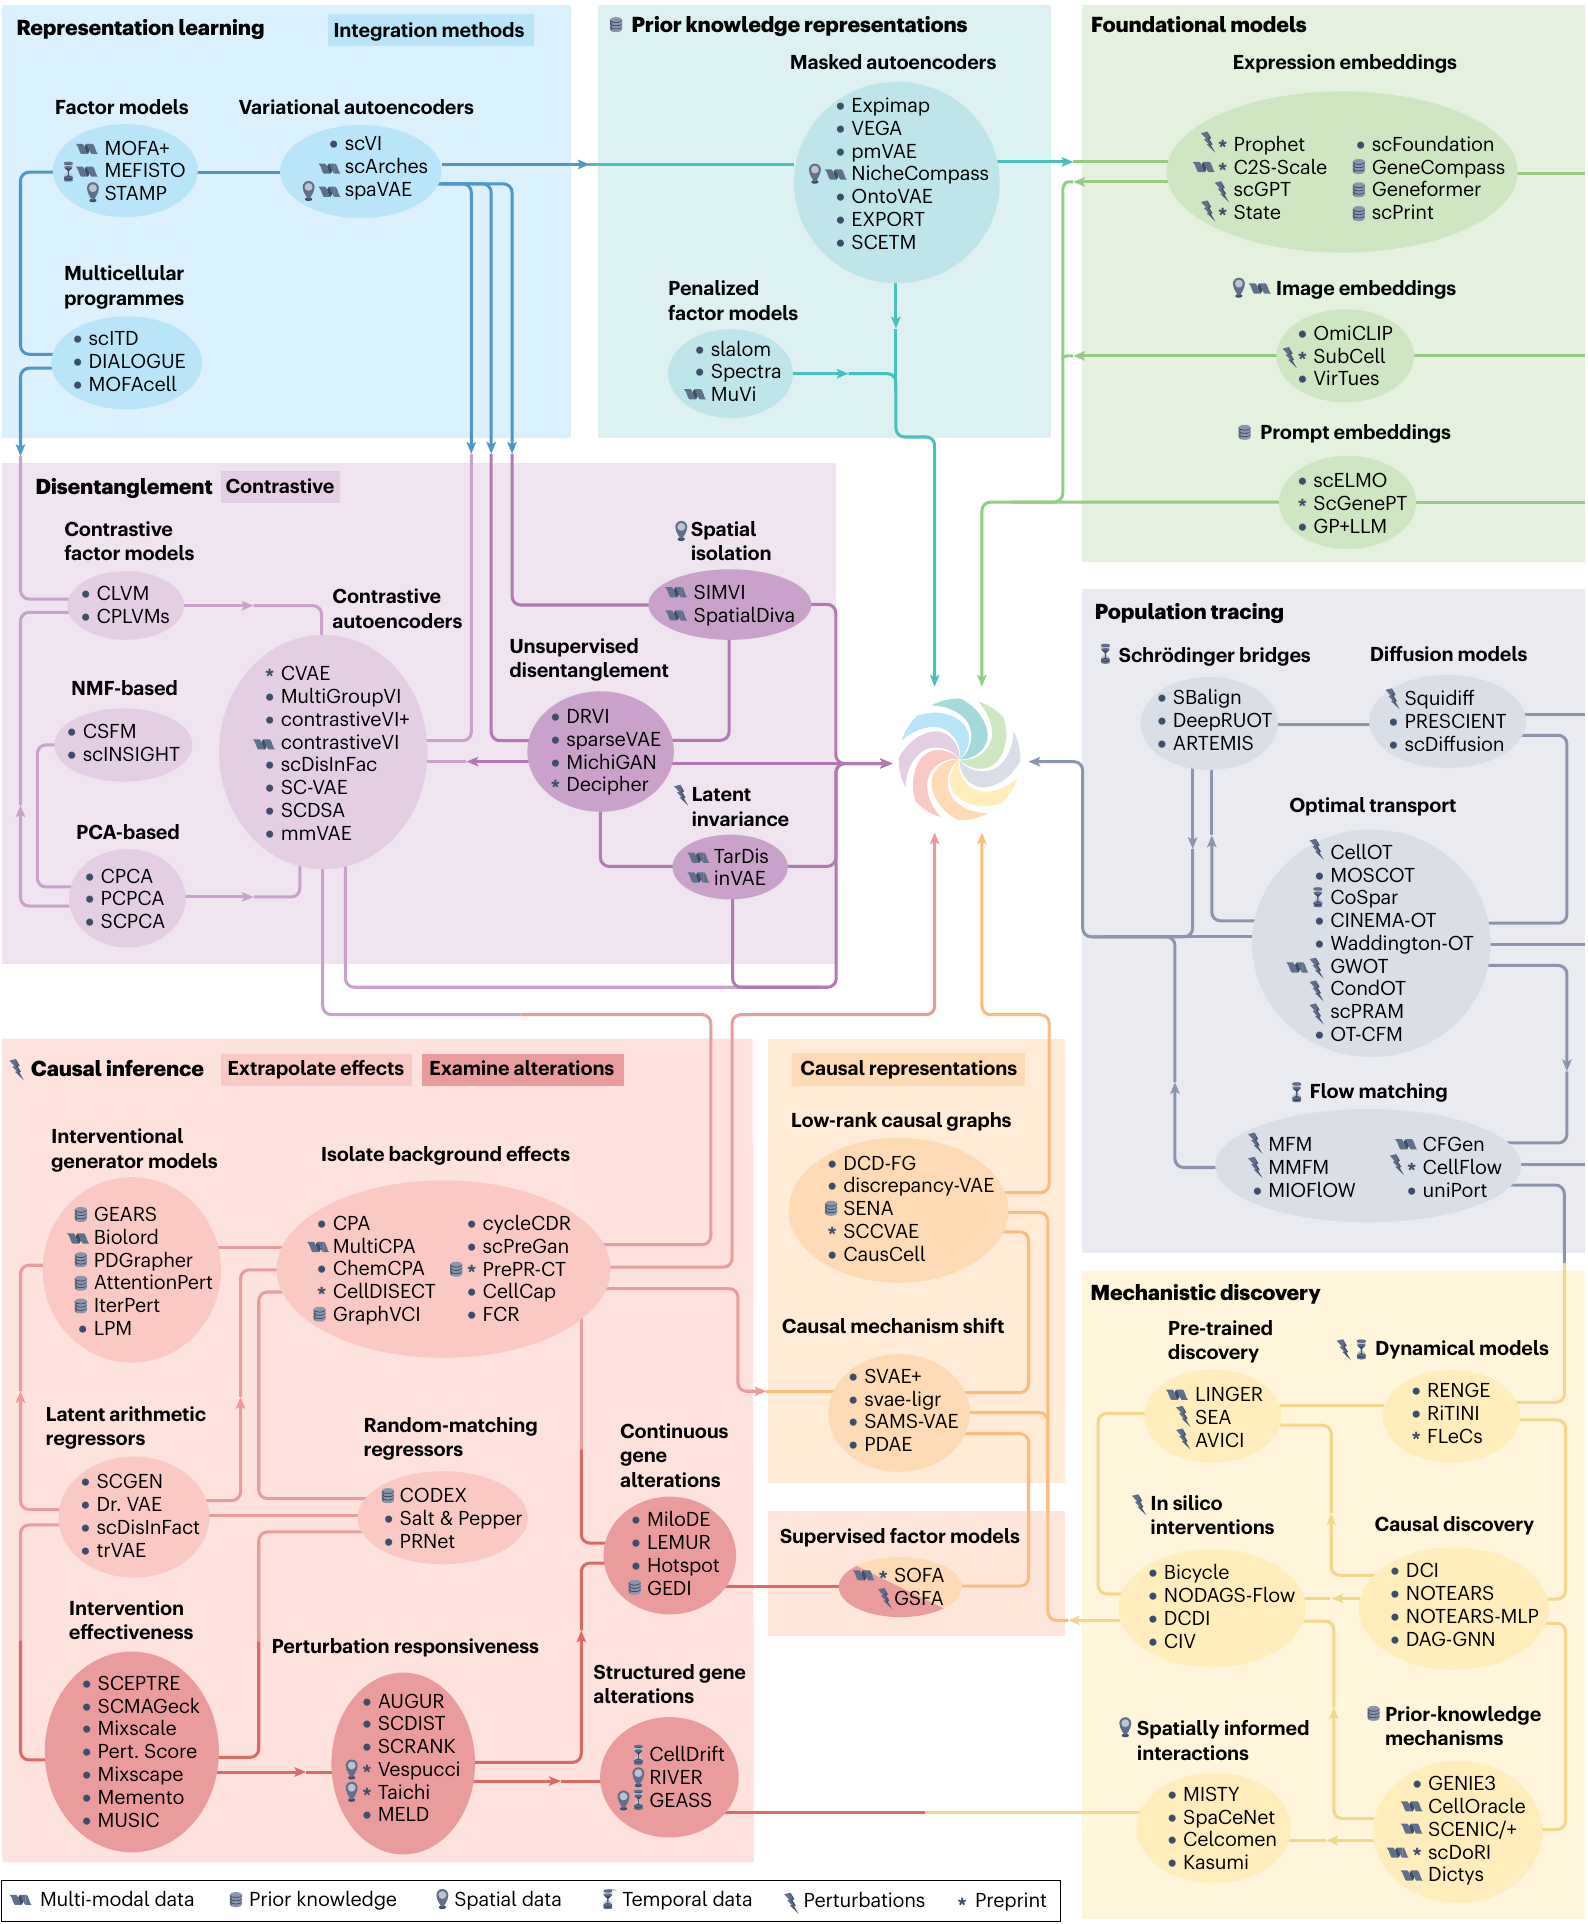 Representation learning
Integration methods
Factor models
MOFA+
MEFISTO
STAMP
Variational autoencoders
scVI
scArches
spaVAE
Multicellular
programmes
scITD
DIALOGUE
MOFAcell
Prior knowledge representations
Masked autoencoders
Expimap
VEGA
pmVAE
NicheCompass
OntoVAE
EXPORT
SCETM
Penalized
factor models
slalom
Spectra
MuVi
Foundational models
Expression embeddings
* Prophet
* C2S-Scale
scGPT
* State
scFoundation
GeneCompass
Geneformer
scPrint
Image embeddings
OmiCLIP
* SubCell
VirTues
Prompt embeddings
scELMO
* ScGenePT
GP+LLM
Disentanglement
Contrastive
Contrastive
factor models
CLVM
CPLVMs
NMF-based
CSFM
scINSIGHT
PCA-based
CPCA
PCPCA
SCPCA
Contrastive
autoencoders
* CVAE
MultiGroupVI
contrastiveVI+
contrastiveVI
scDisInFac
SC-VAE
SCDSA
mmVAE
Unsupervised
disentanglement
DRVI
sparseVAE
MichiGAN
* Decipher
Spatial
isolation
SIMVI
SpatialDiva
Latent
invariance
TarDis
inVAE
Population tracing
Schrödinger bridges
SBalign
DeepRUOT
ARTEMIS
Diffusion models
Squidiff
PRESCIENT
scDiffusion
Optimal transport
CellOT
MOSCOT
CoSpar
CINEMA-OT
Waddington-OT
GWOT
CondOT
scPRAM
OT-CFM
Flow matching
MFM
MMFM
MIOFlOW
CFGen
* CellFlow
uniPort
Causal inference
Extrapolate effects
Examine alterations
Interventional
generator models
GEARS
Biolord
PDGrapher
AttentionPert
IterPert
LPM
Isolate background effects
CPA
MultiCPA
ChemCPA
* CellDISECT
GraphVCI
cycleCDR
scPreGan
* PrePR-CT
CellCap
FCR
Latent arithmetic
regressors
SCGEN
Dr. VAE
scDisInFact
trVAE
Random-matching
regressors
CODEX
Salt & Pepper
PRNet
Continuous
gene
alterations
MiloDE
LEMUR
Hotspot
GEDI
Intervention
effectiveness
SCEPTRE
SCMAGeck
Mixscale
Pert. Score
Mixscape
Memento
MUSIC
Perturbation responsiveness
AUGUR
SCDIST
SCRANK
* Vespucci
* Taichi
MELD
Structured gene
alterations
CellDrift
RIVER
GEASS
Causal representations
Low-rank causal graphs
DCD-FG
discrepancy-VAE
SENA
* SCCVAE
CausCell
Causal mechanism shift
SVAE+
svae-ligr
SAMS-VAE
PDAE
Supervised factor models
* SOFA
GSFA
Mechanistic discovery
Pre-trained
discovery
LINGER
SEA
AVICI
Dynamical models
RENGE
RiTINI
* FLeCs
In silico
interventions
Bicycle
NODAGS-Flow
DCDI
CIV
Causal discovery
DCI
NOTEARS
NOTEARS-MLP
DAG-GNN
Spatially informed
interactions
MISTY
SpaCeNet
Celcomen
Kasumi
Prior-knowledge
mechanisms
GENIE3
CellOracle
SCENIC/+
* scDoRI
Dictys
Multi-modal data
Prior knowledge
Spatial data
Temporal data
Perturbations
* Preprint